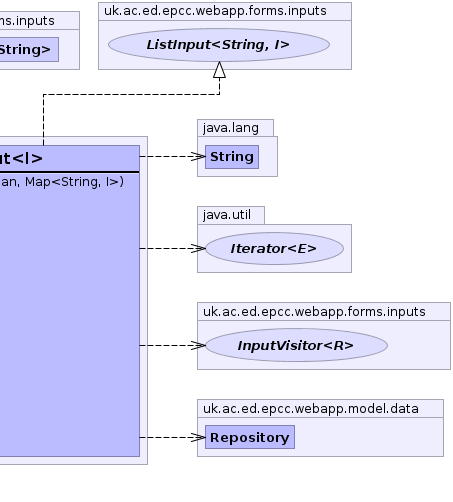 uk.ac.ed.epcc.webapp.forms.inputs
ms.inputs
ListInput<String, I>
String>
java.lang
ut<I>
String
an, Map<String, I>)
java.util
Iterator<E>
uk.ac.ed.epcc.webapp.forms.inputs
InputVisitor<R>
uk.ac.ed.epcc.webapp.model.data
Repository